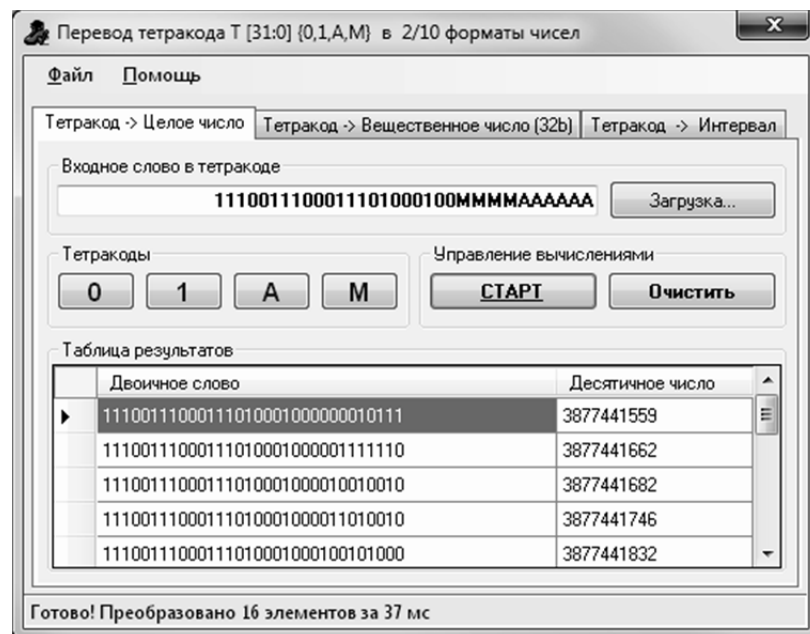 Перевод тетракода T [31:0] {0,1,A,M} в 2/10 форматы чисел
Файл Помощь
Тетракод -> Целое число Тетракод -> Вещественное число (32b) Тетракод -> Интервал
Входное слово в тетракоде
1110011100011101000100MMMMAAAAAA Загрузка...
Тетракоды Управление вычислениями
0 1 A M СТАРТ Очистить
Таблица результатов
Двоичное слово Десятичное число
11100111000111010001000000010111 3877441559
11100111000111010001000001111110 3877441662
11100111000111010001000010010010 3877441682
11100111000111010001000011010010 3877441746
11100111000111010001000100101000 3877441832
Готово! Преобразовано 16 элементов за 37 мс